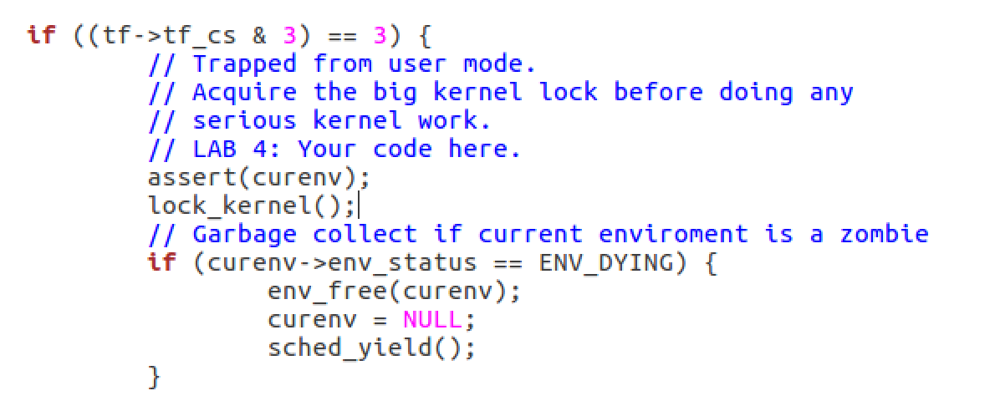 if ((tf->tf_cs & 3) == 3) {
// Trapped from user mode.
// Acquire the big kernel lock before doing any
// serious kernel work.
// LAB 4: Your code here.
assert(curenv);
lock_kernel();
// Garbage collect if current enviroment is a zombie
if (curenv->env_status == ENV_DYING) {
env_free(curenv);
curenv = NULL;
sched_yield();
}